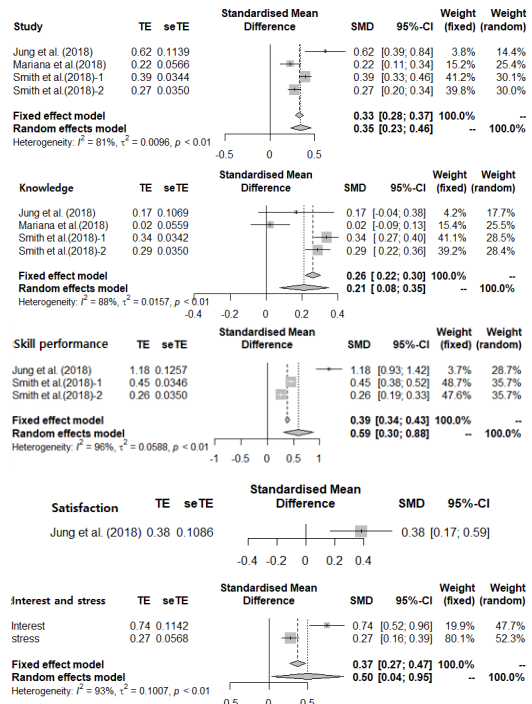 Standardised Mean Weight Weight
Study TE seTE Difference SMD 95%-CI (fixed) (random)
Jung et al. (2018) 0.62 0.1139 0.62 [0.39; 0.84] 3.8% 14.4%
Mariana et al.(2018) 0.22 0.0566 0.22 [0.11; 0.34] 15.2% 25.4%
Smith et al.(2018)-1 0.39 0.0344 0.39 [0.33; 0.46] 41.2% 30.1%
Smith et al.(2018)-2 0.27 0.0350 0.27 [0.20; 0.34] 39.8% 30.0%
Fixed effect model 0.33 [0.28; 0.37] 100.0% --
Random effects model 0.35 [0.23; 0.46] -- 100.0%
Heterogeneity: I² = 81%, τ² = 0.0096, p < 0.01
-0.5 0 0.5
Standardised Mean Weight Weight
Knowledge TE seTE Difference SMD 95%-CI (fixed) (random)
Jung et al. (2018) 0.17 0.1069 0.17 [-0.04; 0.38] 4.2% 17.7%
Mariana et al.(2018) 0.02 0.0559 0.02 [-0.09; 0.13] 15.4% 25.5%
Smith et al.(2018)-1 0.34 0.0342 0.34 [0.27; 0.40] 41.1% 28.5%
Smith et al.(2018)-2 0.29 0.0350 0.29 [0.22; 0.36] 39.2% 28.4%
Fixed effect model 0.26 [ 0.22; 0.30] 100.0% --
Random effects model 0.21 [ 0.08; 0.35] -- 100.0%
Heterogeneity: I² = 88%, τ² = 0.0157, p < 0.01
-0.4 -0.2 0 0.2 0.4
Standardised Mean Weight Weight
Skill performance TE seTE Difference SMD 95%-CI (fixed) (random)
Jung et al. (2018) 1.18 0.1257 1.18 [0.93; 1.42] 3.7% 28.7%
Smith et al.(2018)-1 0.45 0.0346 0.45 [0.38; 0.52] 48.7% 35.7%
Smith et al.(2018)-2 0.26 0.0350 0.26 [0.19; 0.33] 47.6% 35.7%
Fixed effect model 0.39 [0.34; 0.43] 100.0% --
Random effects model 0.59 [0.30; 0.88] -- 100.0%
Heterogeneity: I² = 96%, τ² = 0.0588, p < 0.01
-1 -0.5 0 0.5 1
Standardised Mean
Satisfaction TE seTE Difference SMD 95%-CI
Jung et al. (2018) 0.38 0.1086 0.38 [0.17; 0.59]
-0.4 -0.2 0 0.2 0.4
Standardised Mean Weight Weight
Interest and stress TE seTE Difference SMD 95%-CI (fixed) (random)
Interest 0.74 0.1142 0.74 [0.52; 0.96] 19.9% 47.7%
stress 0.27 0.0568 0.27 [0.16; 0.39] 80.1% 52.3%
Fixed effect model 0.37 [0.27; 0.47] 100.0% --
Random effects model 0.50 [0.04; 0.95] -- 100.0%
Heterogeneity: I² = 93%, τ² = 0.1007, p < 0.01
-0.5 0 0.5